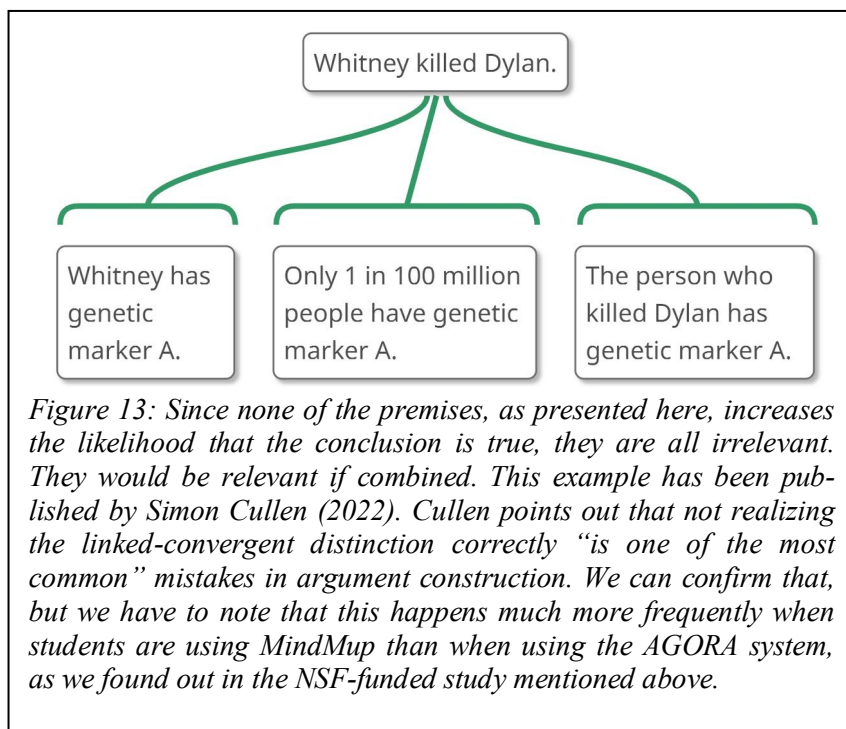 Whitney killed Dylan.
Whitney has
genetic
marker A.
Only 1 in 100 million
people have genetic
marker A.
The person who
killed Dylan has
genetic marker A.
Figure 13: Since none of the premises, as presented here, increases
the likelihood that the conclusion is true, they are all irrelevant.
They would be relevant if combined. This example has been pub-
lished by Simon Cullen (2022). Cullen points out that not realizing
the linked-convergent distinction correctly “is one of the most
common” mistakes in argument construction. We can confirm that,
but we have to note that this happens much more frequently when
students are using MindMup than when using the AGORA system,
as we found out in the NSF-funded study mentioned above.